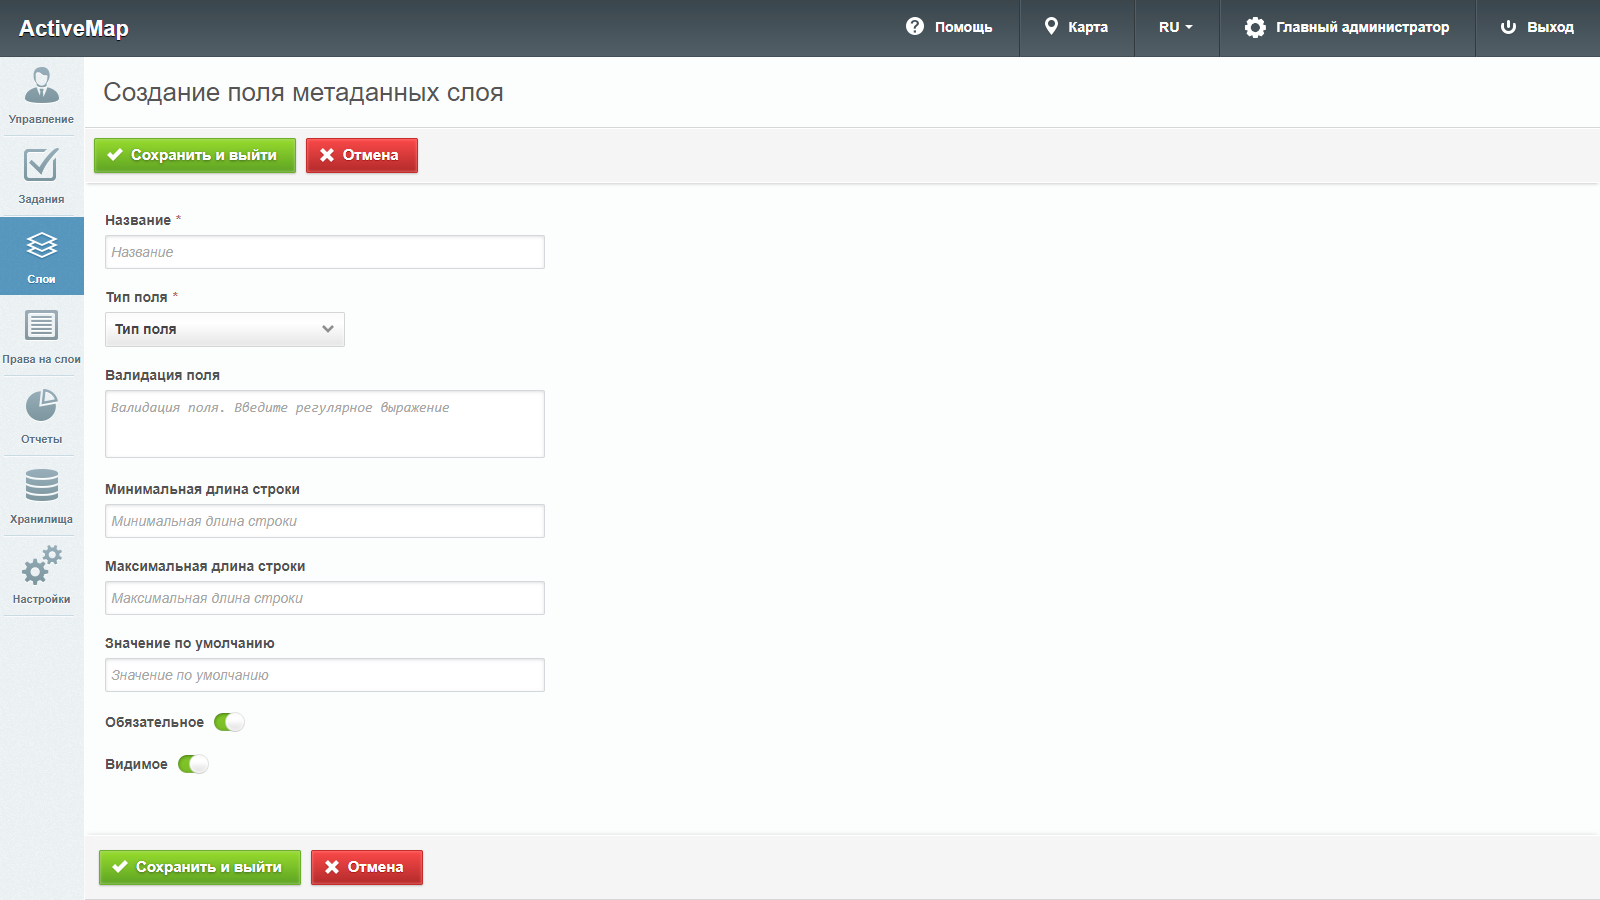 ActiveMap
Помощь
Карта
RU
Главный администратор
Выход
Управление
Задания
Слои
Права на слои
Отчеты
Хранилища
Настройки
Создание поля метаданных слоя
Сохранить и выйти
Отмена
Название *
Название
Тип поля *
Тип поля
Валидация поля
Валидация поля. Введите регулярное выражение
Минимальная длина строки
Минимальная длина строки
Максимальная длина строки
Максимальная длина строки
Значение по умолчанию
Значение по умолчанию
Обязательное
Видимое
Сохранить и выйти
Отмена